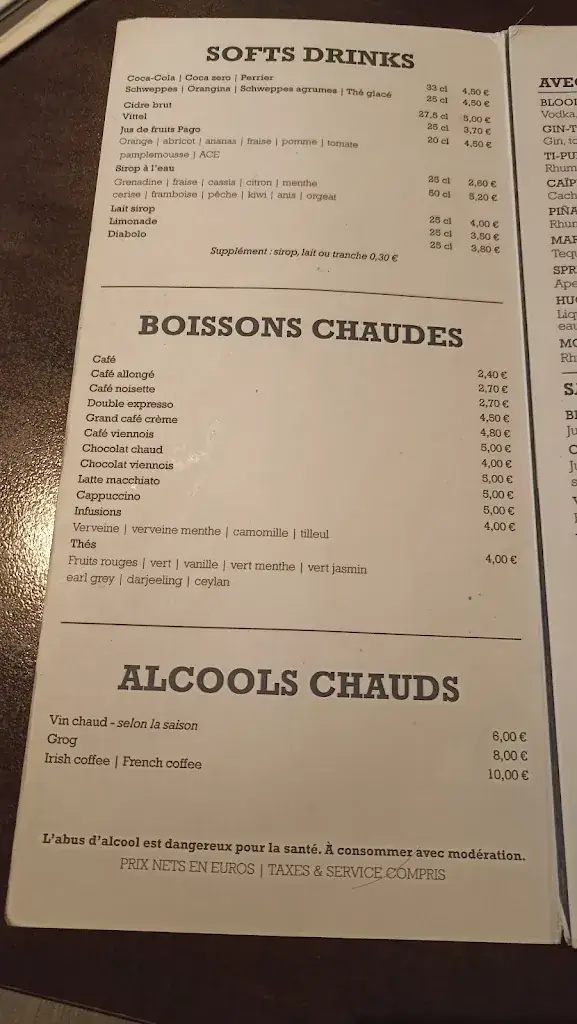 SOFTS DRINKS
Coca-Cola | Coca zero | Perrier 33 cl 4,50 €
Schweppes | Orangina | Schweppes agrumes | Thé glacé 25 cl 4,50 €
Cidre brut 27,5 cl 5,00 €
Vittel 25 cl 3,70 €
Jus de fruits Pago 20 cl 4,50 €
Orange | abricot | ananas | fraise | pomme | tomate
pamplemousse | ACE
Sirop à l'eau 25 cl 2,60 €
Grenadine | fraise | cassis | citron | menthe 50 cl 5,20 €
cerise | framboise | pêche | kiwi | anis | orgeat
Lait sirop 25 cl 4,00 €
Limonade 25 cl 3,50 €
Diabolo 25 cl 3,80 €
Supplément : sirop, lait ou tranche 0,30 €
BOISSONS CHAUDES
Café 2,40 €
Café allongé 2,70 €
Café noisette 2,70 €
Double expresso 4,50 €
Grand café crème 4,80 €
Café viennois 5,00 €
Chocolat chaud 4,00 €
Chocolat viennois 5,00 €
Latte macchiato 5,00 €
Cappuccino 5,00 €
Infusions 4,00 €
Verveine | verveine menthe | camomille | tilleul
Thés 4,00 €
Fruits rouges | vert | vanille | vert menthe | vert jasmin
earl grey | darjeeling | ceylan
ALCOOLS CHAUDS
Vin chaud - selon la saison 6,00 €
Grog 8,00 €
Irish coffee | French coffee 10,00 €
L'abus d'alcool est dangereux pour la santé. À consommer avec modération.
PRIX NETS EN EUROS | TAXES & SERVICE COMPRIS